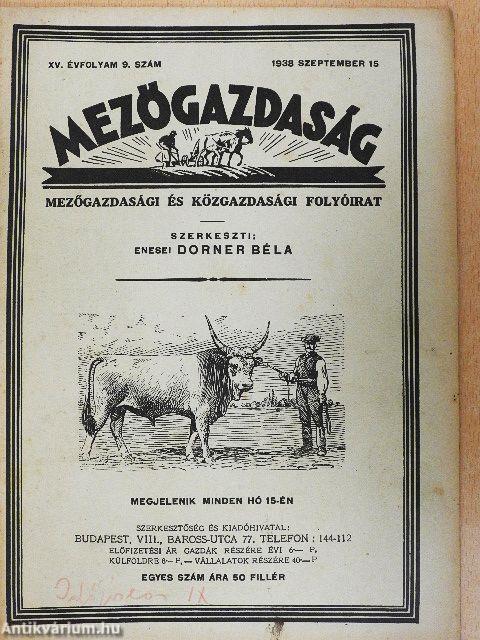 XV. ÉVFOLYAM 9. SZÁM 1938 SZEPTEMBER 15
MEZŐGAZDASÁG
MEZŐGAZDASÁGI ÉS KÖZGAZDASÁGI FOLYÓIRAT
SZERKESZTI;
ENESEI DORNER BÉLA
MEGJELENIK MINDEN HÓ 15-ÉN
SZERKESZTŐSÉG ÉS KIADÓHIVATAL:
BUDAPEST, VIII., BAROSS-UTCA 77. TELEFON: 144-112
ELŐFIZETÉSI ÁR GAZDÁK RÉSZÉRE ÉVI 6·— P,
KÜLFÖLDRE 8·— P, — VÁLLALATOK RÉSZÉRE 40·— P
EGYES SZÁM ÁRA 50 FILLÉR
IX
Antikvárium.hu